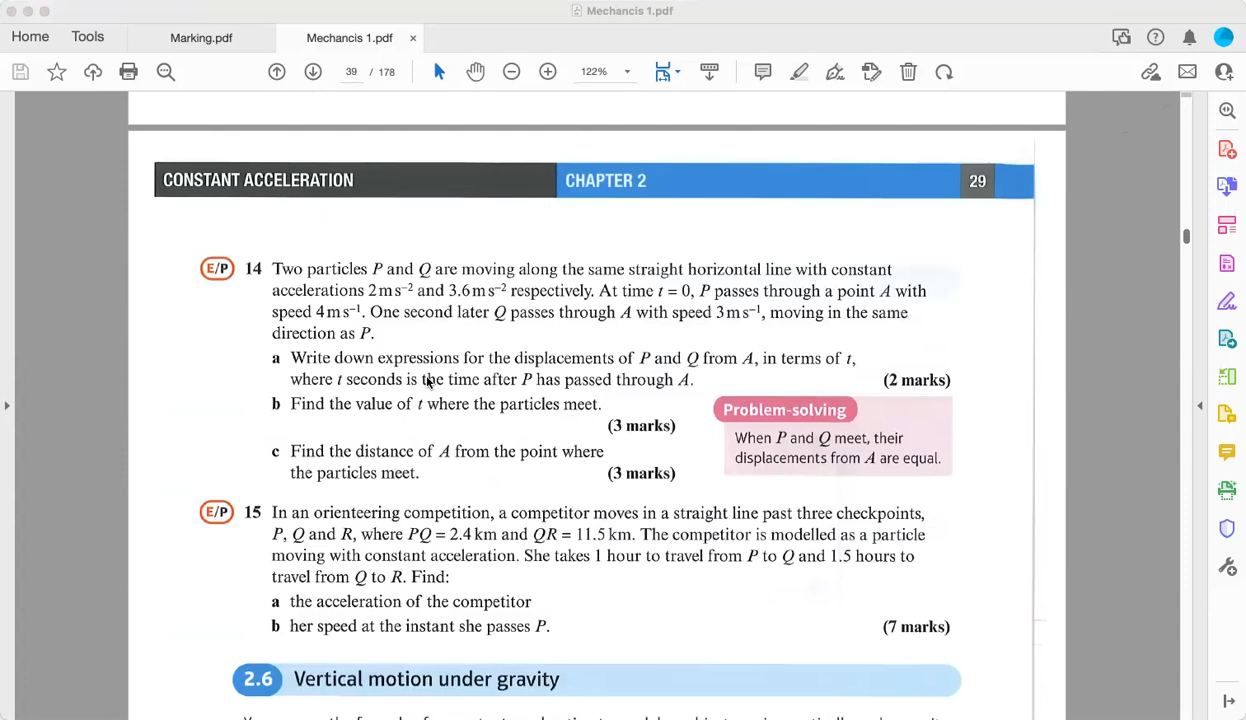 Mechancis 1.pdf
Home Tools Marking.pdf Mechancis 1.pdf ×
39 / 178 122%
CONSTANT ACCELERATION CHAPTER 2 29
E/P 14 Two particles P and Q are moving along the same straight horizontal line with constant
accelerations 2 m s⁻² and 3.6 m s⁻² respectively. At time t = 0, P passes through a point A with
speed 4 m s⁻¹. One second later Q passes through A with speed 3 m s⁻¹, moving in the same
direction as P.
a Write down expressions for the displacements of P and Q from A, in terms of t,
where t seconds is the time after P has passed through A. (2 marks)
b Find the value of t where the particles meet.
(3 marks)
c Find the distance of A from the point where
the particles meet. (3 marks)
Problem-solving
When P and Q meet, their
displacements from A are equal.
E/P 15 In an orienteering competition, a competitor moves in a straight line past three checkpoints,
P, Q and R, where PQ = 2.4 km and QR = 11.5 km. The competitor is modelled as a particle
moving with constant acceleration. She takes 1 hour to travel from P to Q and 1.5 hours to
travel from Q to R. Find:
a the acceleration of the competitor
b her speed at the instant she passes P. (7 marks)
2.6 Vertical motion under gravity